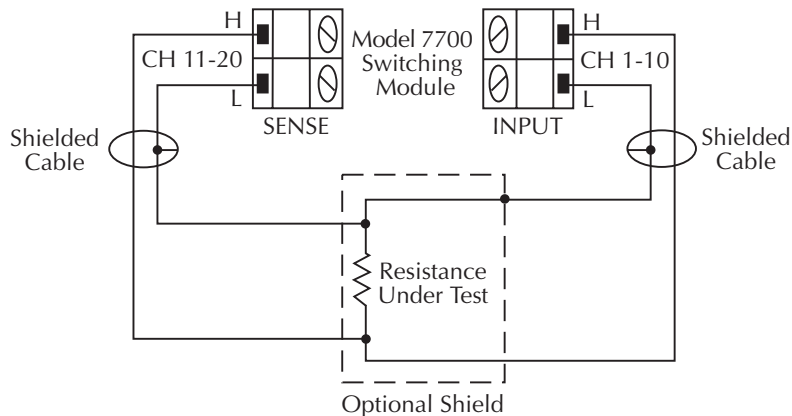 H
CH 11-20
L
SENSE
Model 7700
Switching
Module
H
CH 1-10
L
INPUT
Shielded
Cable
Shielded
Cable
Resistance
Under Test
Optional Shield